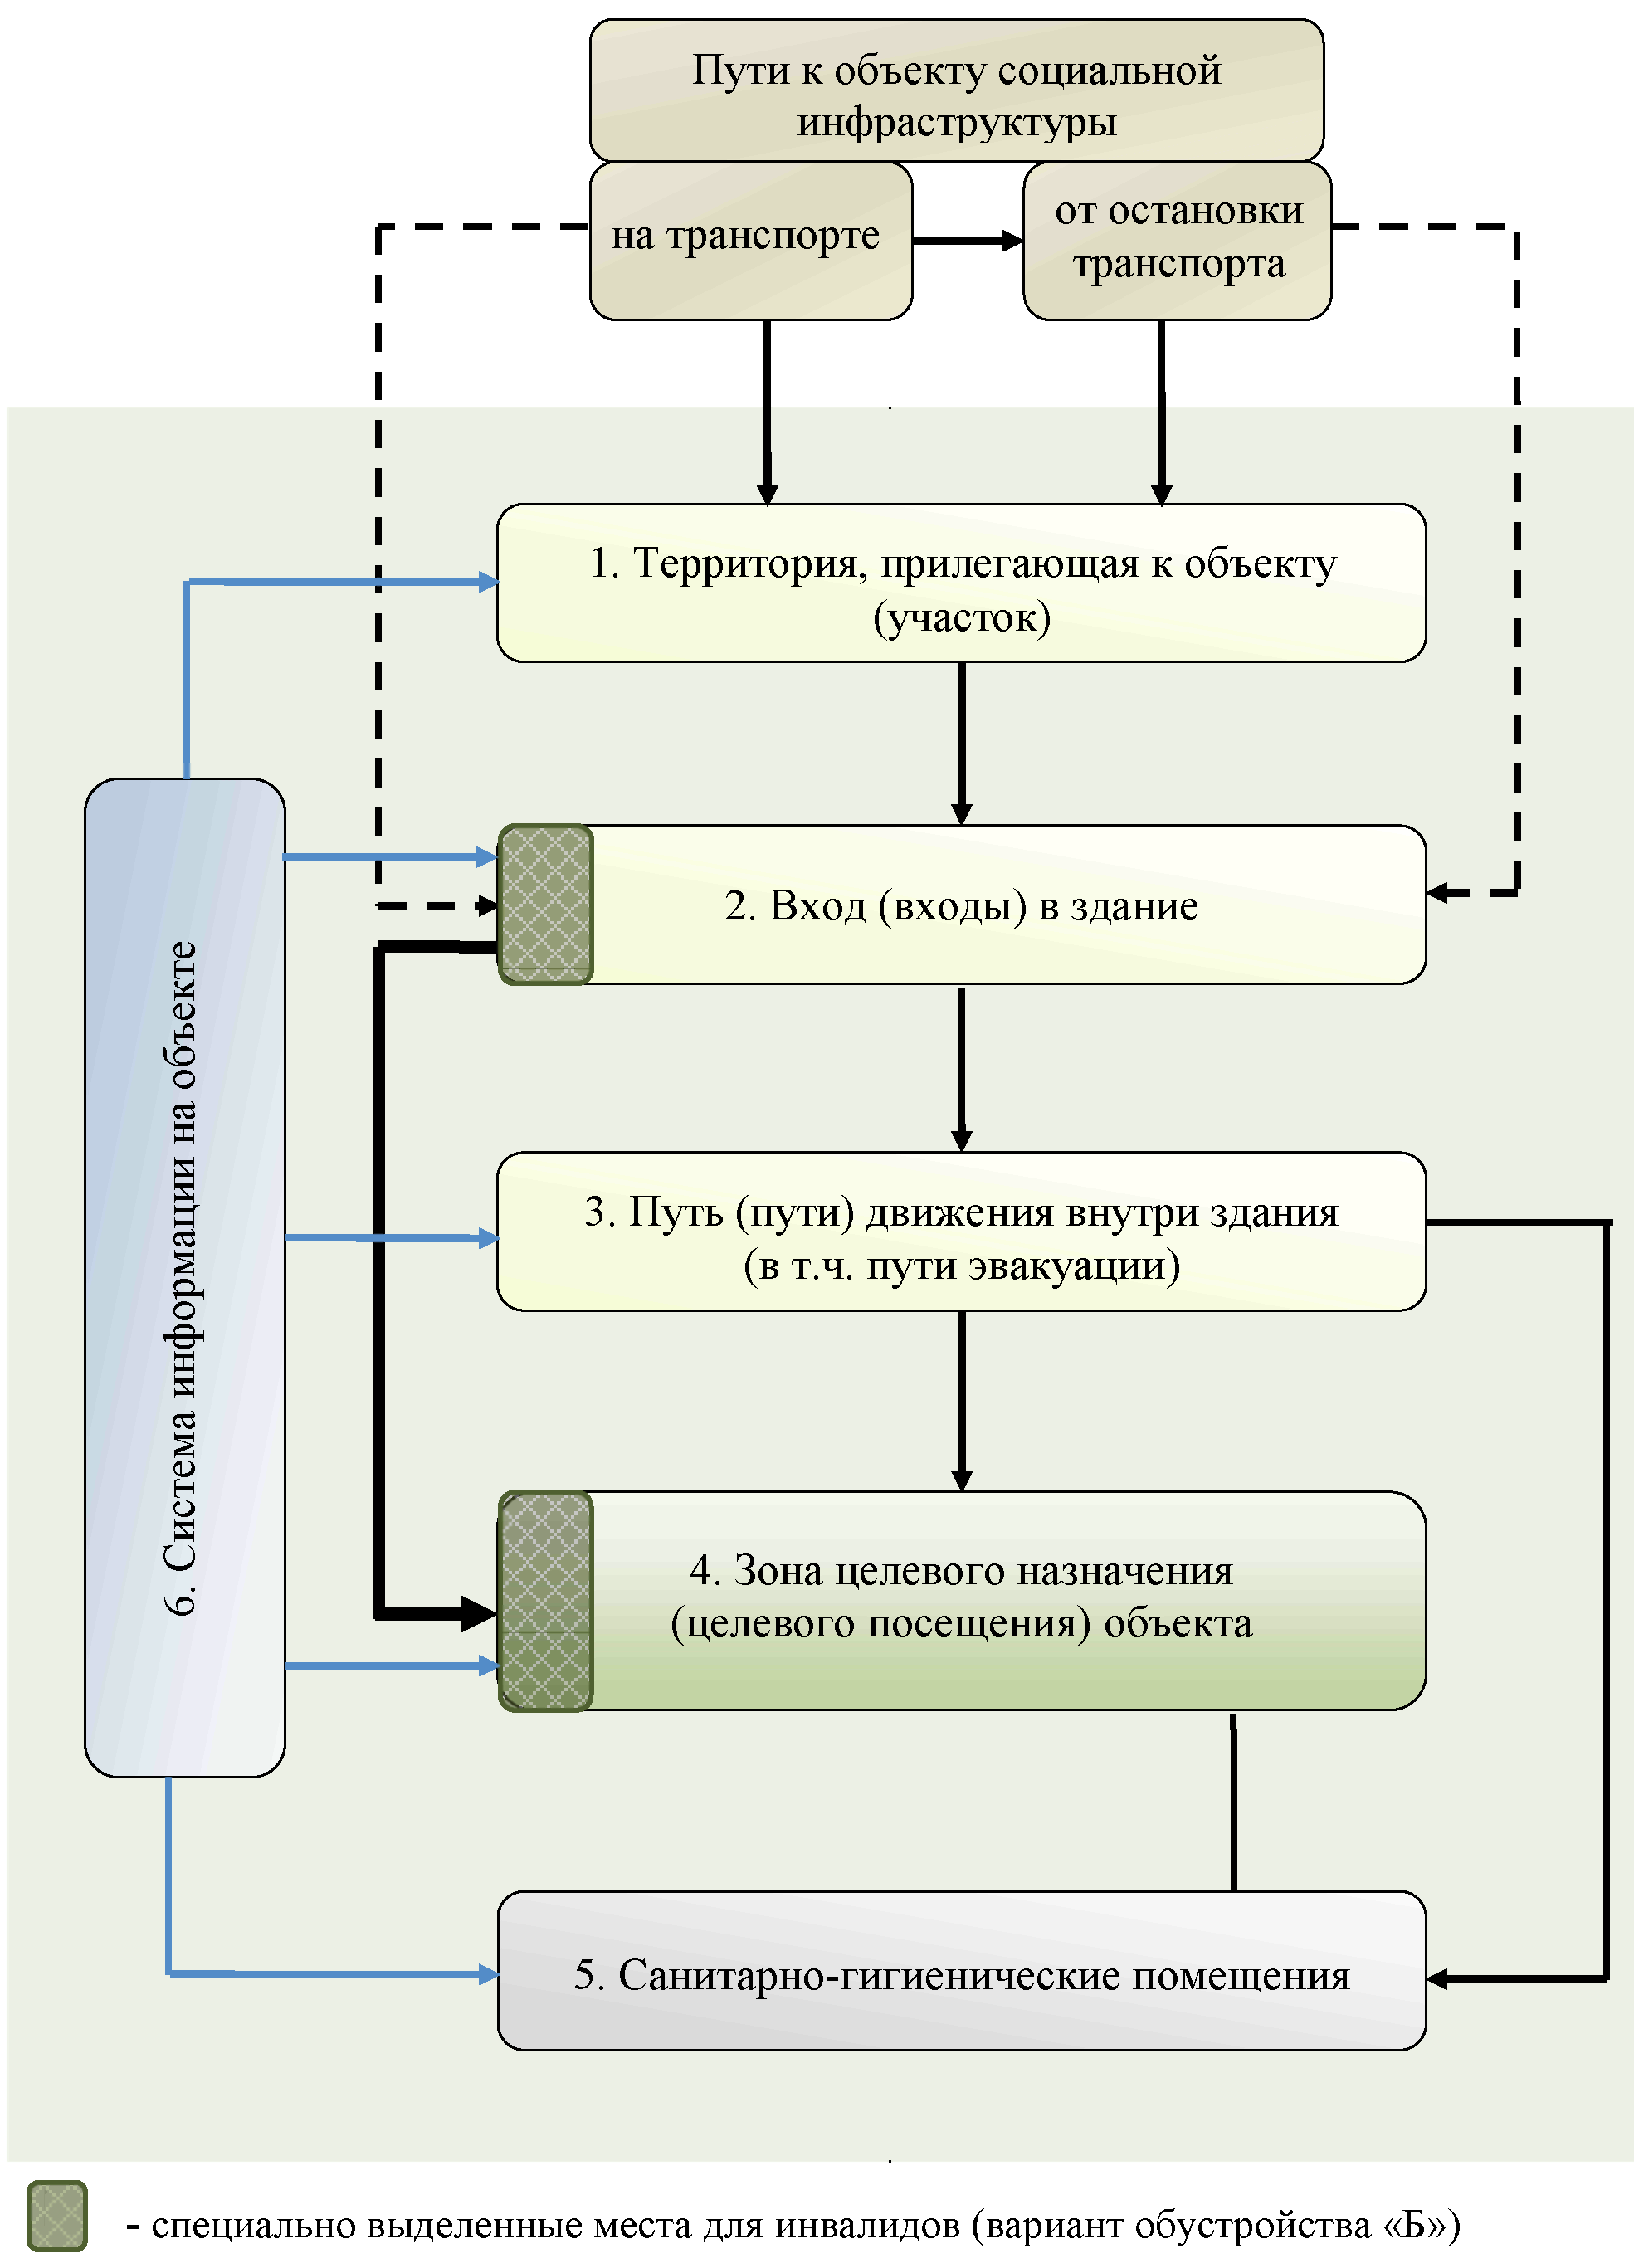 Пути к объекту социальной
инфраструктуры
на транспорте
от остановки
транспорта
1. Территория, прилегающая к объекту
(участок)
2. Вход (входы) в здание
3. Путь (пути) движения внутри здания
(в т.ч. пути эвакуации)
4. Зона целевого назначения
(целевого посещения) объекта
5. Санитарно-гигиенические помещения
6. Система информации на объекте
- специально выделенные места для инвалидов (вариант обустройства «Б»)